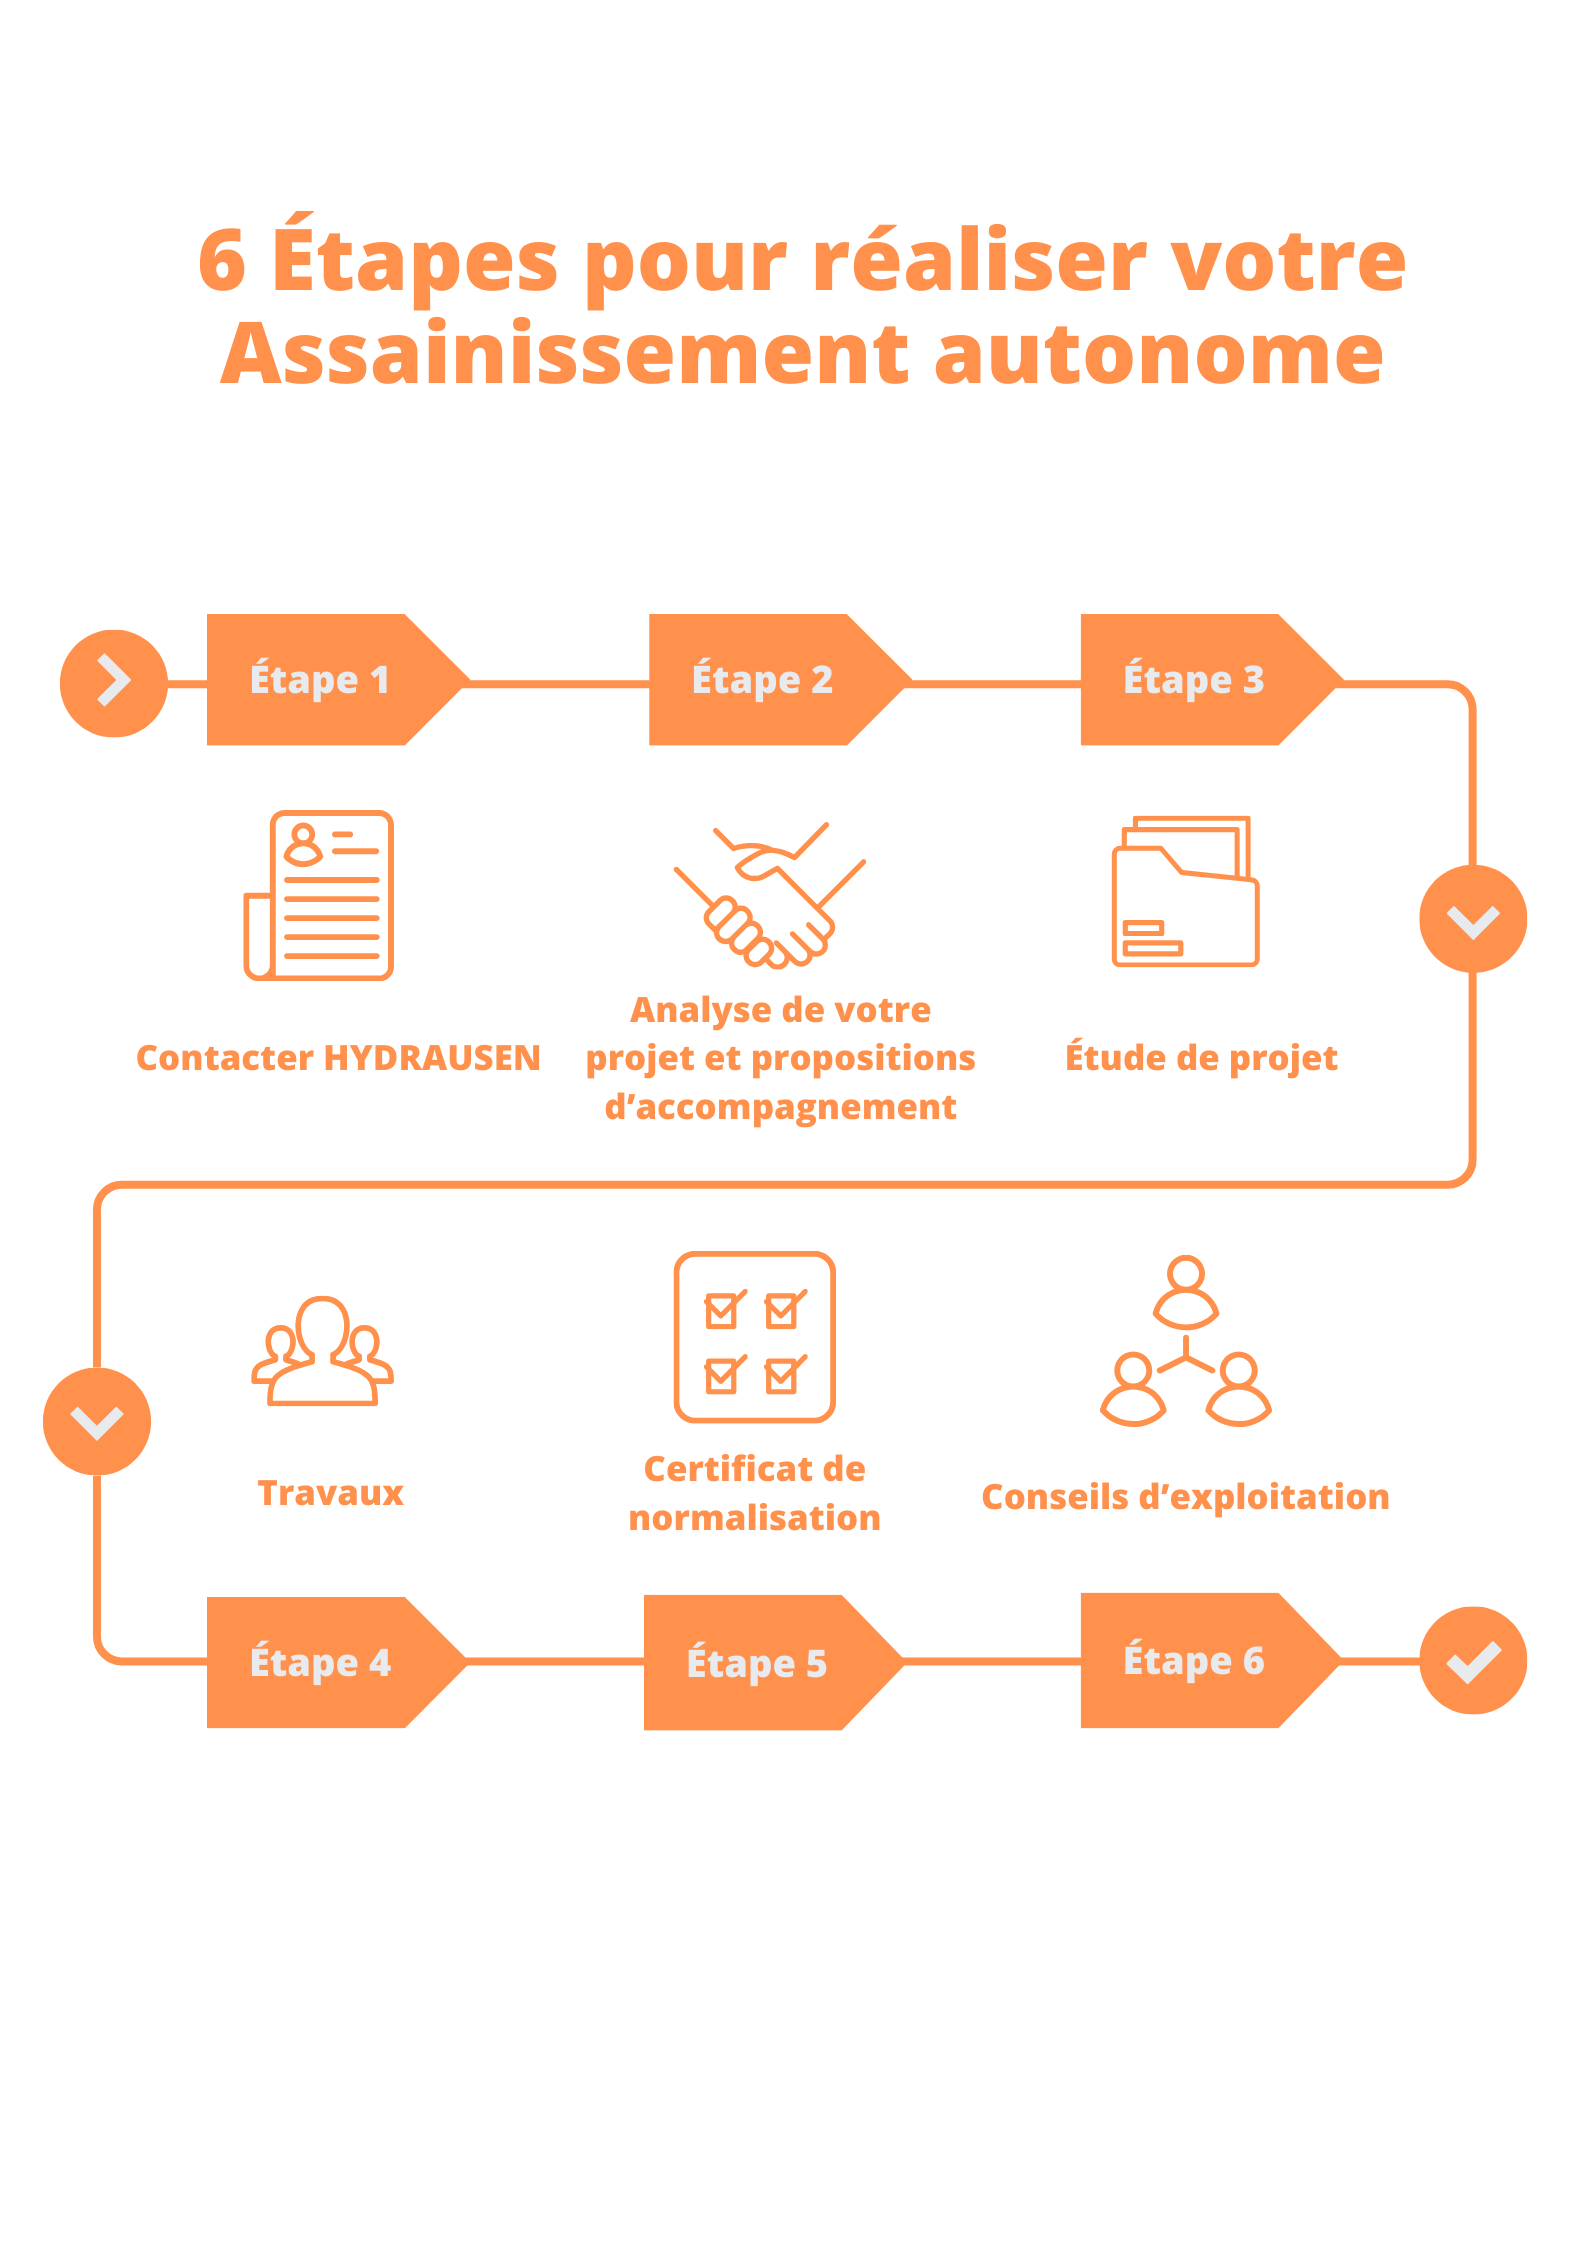 6 Étapes pour réaliser votre
Assainissement autonome
Étape 1
Étape 2
Étape 3
Contacter HYDRAUSEN
Analyse de votre
projet et propositions
d’accompagnement
Étude de projet
Travaux
Certificat de
normalisation
Conseils d’exploitation
Étape 4
Étape 5
Étape 6